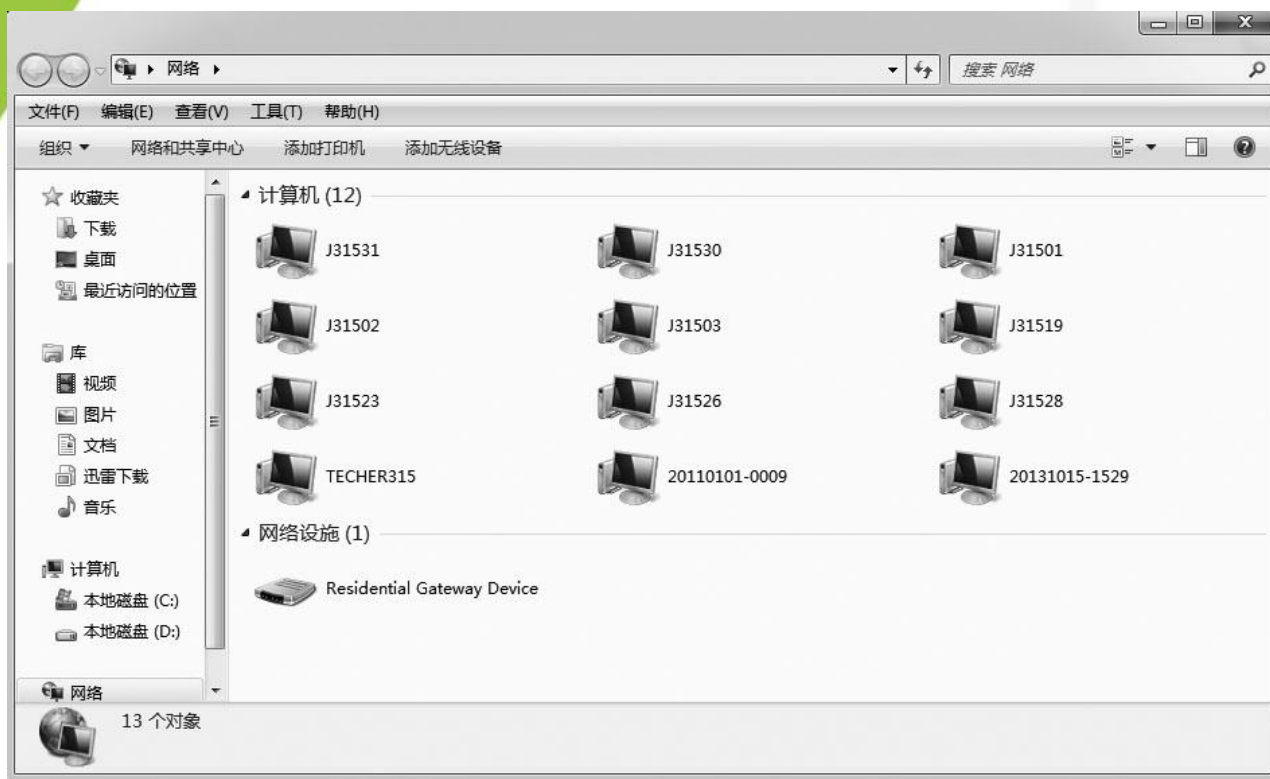 网络
搜索 网络
文件(F) 编辑(E) 查看(V) 工具(T) 帮助(H)
组织 网络和共享中心 添加打印机 添加无线设备
收藏夹
下载
桌面
最近访问的位置
库
视频
图片
文档
迅雷下载
音乐
计算机
本地磁盘 (C:)
本地磁盘 (D:)
网络
计算机 (12)
J31531 J31530 J31501
J31502 J31503 J31519
J31523 J31526 J31528
TECHER315 20110101-0009 20131015-1529
网络设施 (1)
Residential Gateway Device
13 个对象